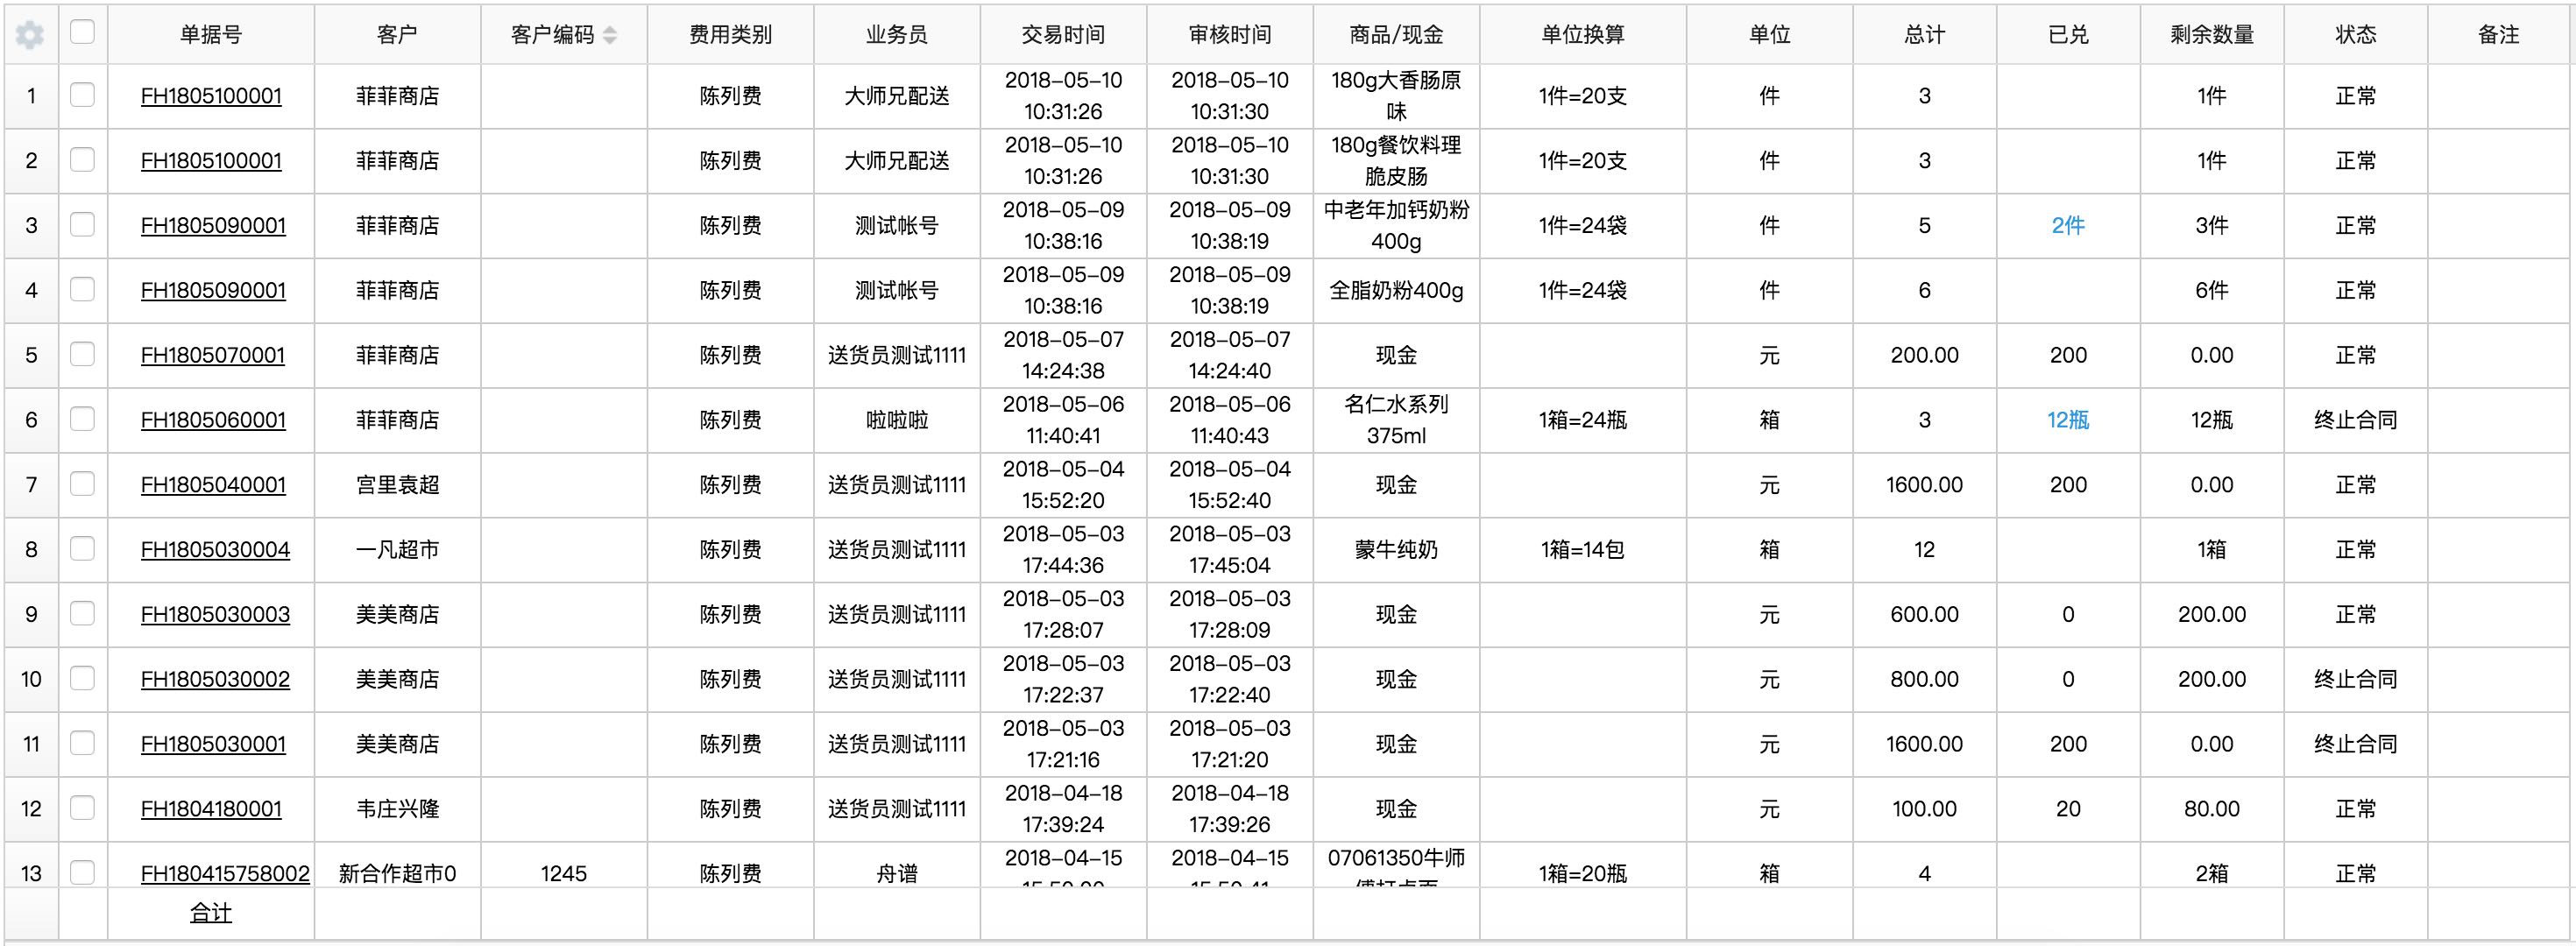 单据号 客户 客户编码 费用类别 业务员 交易时间 审核时间 商品/现金 单位换算 单位 总计 已兑 剩余数量 状态 备注
1 FH1805100001 菲菲商店 陈列费 大师兄配送 2018-05-10 10:31:26 2018-05-10 10:31:30 180g大香肠原味 1件=20支 件 3 1件 正常
2 FH1805100001 菲菲商店 陈列费 大师兄配送 2018-05-10 10:31:26 2018-05-10 10:31:30 180g餐饮料理脆皮肠 1件=20支 件 3 1件 正常
3 FH1805090001 菲菲商店 陈列费 测试帐号 2018-05-09 10:38:16 2018-05-09 10:38:19 中老年加钙奶粉400g 1件=24袋 件 5 2件 3件 正常
4 FH1805090001 菲菲商店 陈列费 测试帐号 2018-05-09 10:38:16 2018-05-09 10:38:19 全脂奶粉400g 1件=24袋 件 6 6件 正常
5 FH1805070001 菲菲商店 陈列费 送货员测试1111 2018-05-07 14:24:38 2018-05-07 14:24:40 现金 元 200.00 200 0.00 正常
6 FH1805060001 菲菲商店 陈列费 啦啦啦 2018-05-06 11:40:41 2018-05-06 11:40:43 名仁水系列375ml 1箱=24瓶 箱 3 12瓶 12瓶 终止合同
7 FH1805040001 宫里袁超 陈列费 送货员测试1111 2018-05-04 15:52:20 2018-05-04 15:52:40 现金 元 1600.00 200 0.00 正常
8 FH1805030004 一凡超市 陈列费 送货员测试1111 2018-05-03 17:44:36 2018-05-03 17:45:04 蒙牛纯奶 1箱=14包 箱 12 1箱 正常
9 FH1805030003 美美商店 陈列费 送货员测试1111 2018-05-03 17:28:07 2018-05-03 17:28:09 现金 元 600.00 0 200.00 正常
10 FH1805030002 美美商店 陈列费 送货员测试1111 2018-05-03 17:22:37 2018-05-03 17:22:40 现金 元 800.00 0 200.00 终止合同
11 FH1805030001 美美商店 陈列费 送货员测试1111 2018-05-03 17:21:16 2018-05-03 17:21:20 现金 元 1600.00 200 0.00 终止合同
12 FH1804180001 韦庄兴隆 陈列费 送货员测试1111 2018-04-18 17:39:24 2018-04-18 17:39:26 现金 元 100.00 20 80.00 正常
13 FH180415758002 新合作超市0 1245 陈列费 舟谱 2018-04-15 2018-04-15 07061350牛师 1箱=20瓶 箱 4 2箱 正常
合计